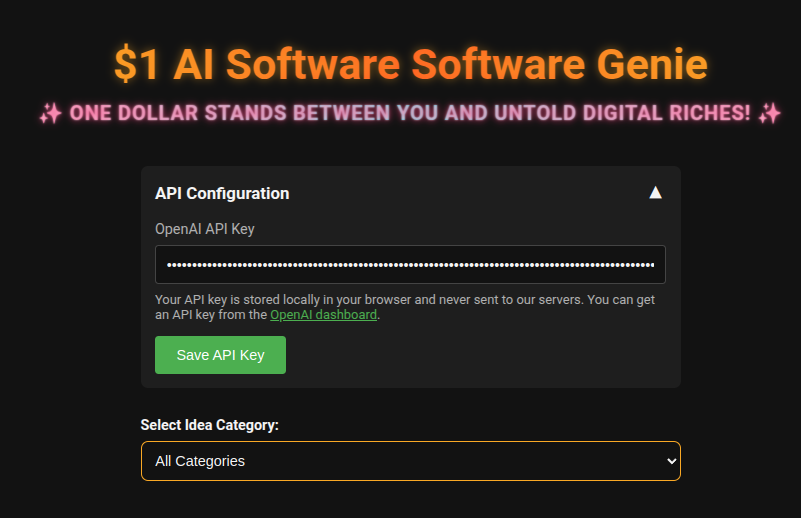 $1 AI Software Software Genie
✨ ONE DOLLAR STANDS BETWEEN YOU AND UNTOLD DIGITAL RICHES! ✨
API Configuration ▲
OpenAI API Key
Your API key is stored locally in your browser and never sent to our servers. You can get
an API key from the OpenAI dashboard.
Save API Key
Select Idea Category:
All Categories